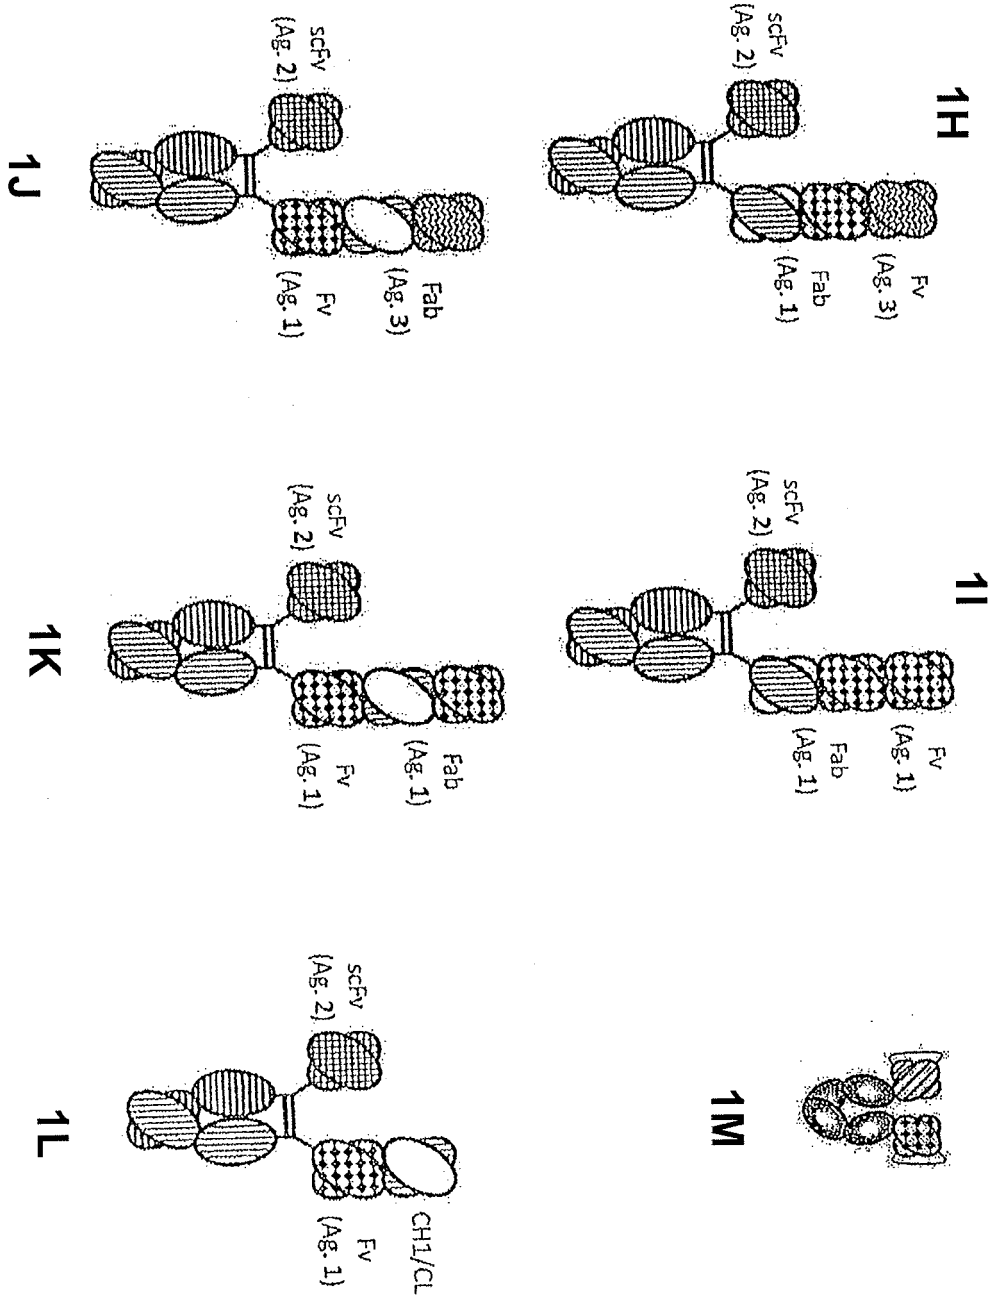 1H
scFv
(Ag. 2)
Fv
(Ag. 3)
Fab
(Ag. 1)
1I
scFv
(Ag. 2)
Fv
(Ag. 1)
Fab
(Ag. 1)
1M
scFv
(Ag. 2)
Fab
(Ag. 3)
Fv
(Ag. 1)
1J
scFv
(Ag. 2)
Fab
(Ag. 1)
Fv
(Ag. 1)
1K
scFv
(Ag. 2)
CH1/CL
Fv
(Ag. 1)
1L